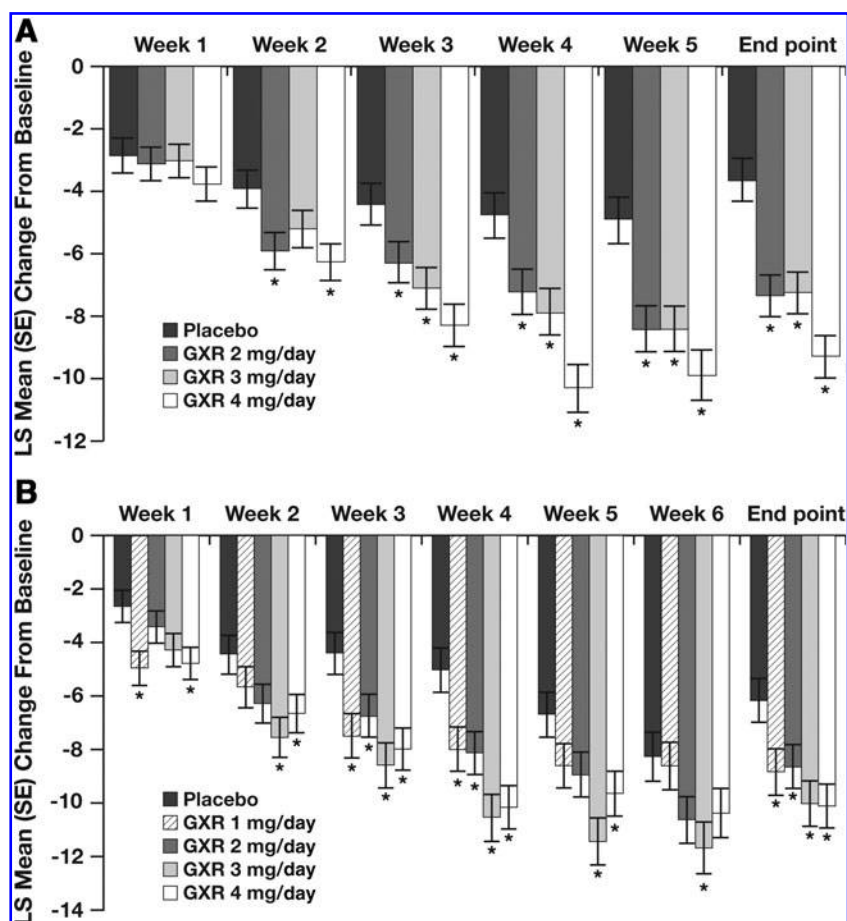 A
Week 1 Week 2 Week 3 Week 4 Week 5 End point
LS Mean (SE) Change From Baseline
0
-2
-4
-6
-8
-10
-12
* *
* * *
* * *
* * *
* * *
Placebo
GXR 2 mg/day
GXR 3 mg/day
GXR 4 mg/day
B
Week 1 Week 2 Week 3 Week 4 Week 5 Week 6 End point
LS Mean (SE) Change From Baseline
0
-2
-4
-6
-8
-10
-12
-14
* *
* *
* * * *
* * * *
* *
*
* * * *
Placebo
GXR 1 mg/day
GXR 2 mg/day
GXR 3 mg/day
GXR 4 mg/day